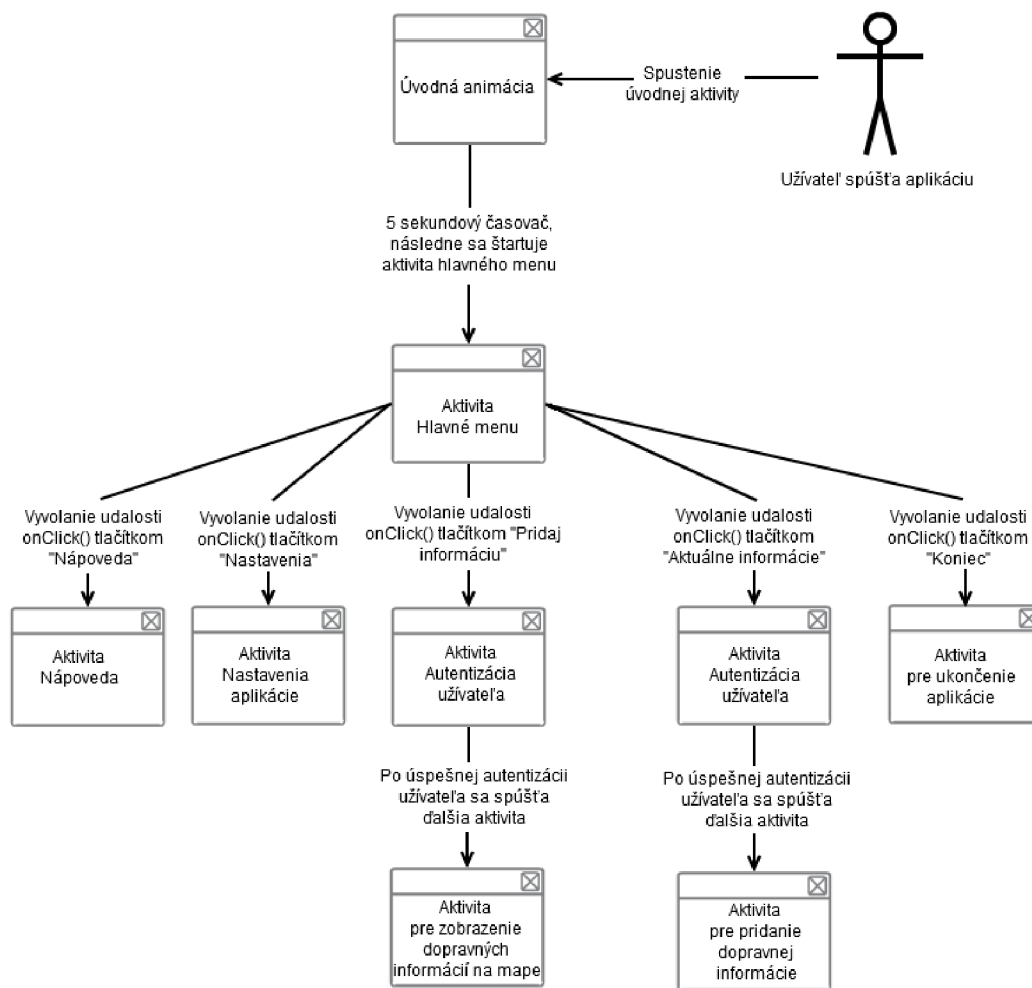 Úvodná animácia
Spustenie
úvodnej aktivity
Užívateľ spúšťa aplikáciu
5 sekundový časovač,
následne sa štartuje
aktivita hlavného menu
Aktivita
Hlavné menu
Vyvolanie udalosti
onClick() tlačítkom
"Nápoveda"
Vyvolanie udalosti
onClick() tlačítkom
"Nastavenia"
Vyvolanie udalosti
onClick() tlačítkom "Pridaj
informáciu"
Vyvolanie udalosti
onClick() tlačítkom
"Aktuálne informácie"
Vyvolanie udalosti
onClick() tlačítkom
"Koniec"
Aktivita
Nápoveda
Aktivita
Nastavenia
aplikácie
Aktivita
Autentizácia
užívateľa
Aktivita
Autentizácia
užívateľa
Aktivita
pre ukončenie
aplikácie
Po úspešnej autentizácii
užívateľa sa spúšťa
ďalšia aktivita
Po úspešnej autentizácii
užívateľa sa spúšťa
ďalšia aktivita
Aktivita
pre zobrazenie
dopravných
informácií na mape
Aktivita
pre pridanie
dopravnej
informácie